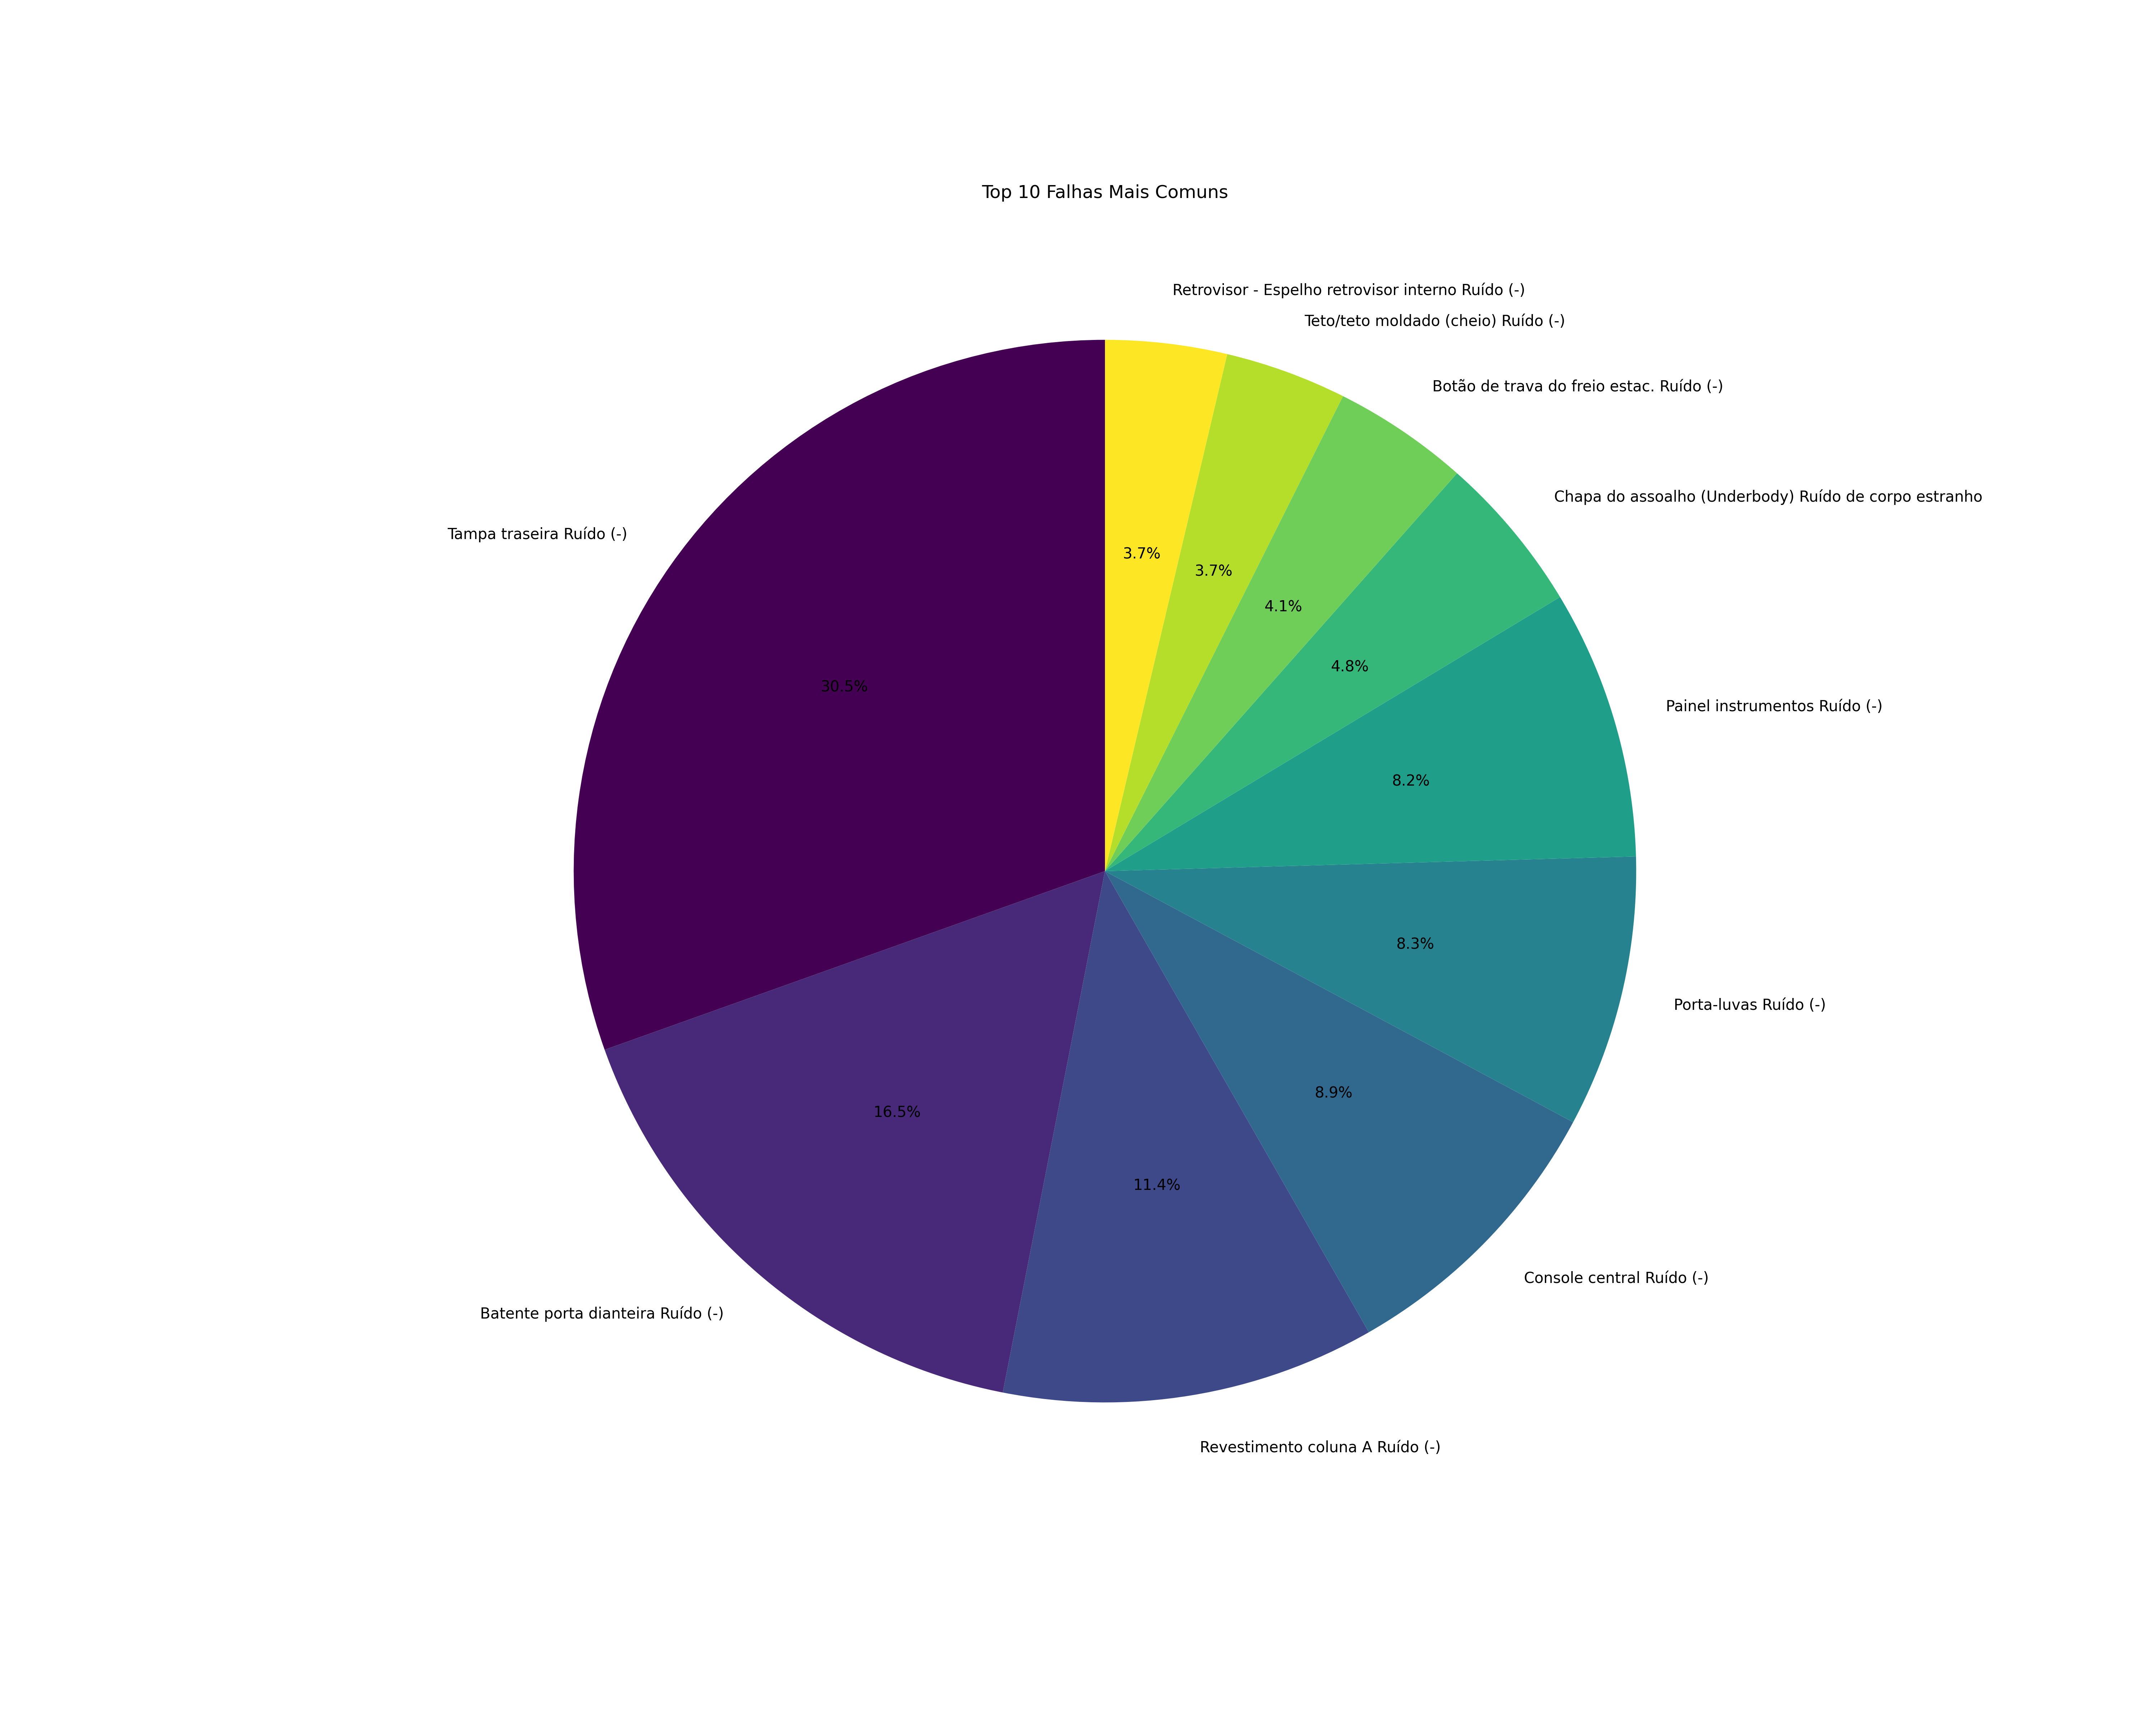 Top 10 Falhas Mais Comuns
Retrovisor - Espelho retrovisor interno Ruído (-)
Teto/teto moldado (cheio) Ruído (-)
Botão de trava do freio estac. Ruído (-)
Chapa do assoalho (Underbody) Ruído de corpo estranho
Tampa traseira Ruído (-)
3.7%
3.7%
4.1%
4.8%
30.5%
Painel instrumentos Ruído (-)
8.2%
8.3%
Porta-luvas Ruído (-)
8.9%
16.5%
11.4%
Console central Ruído (-)
Batente porta dianteira Ruído (-)
Revestimento coluna A Ruído (-)